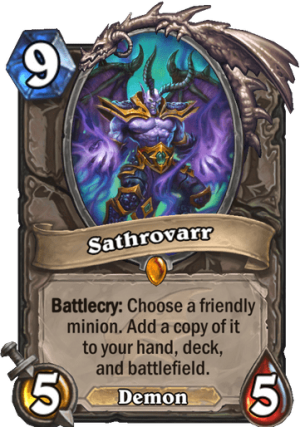 9
Sathrovarr
Battlecry: Choose a friendly
minion. Add a copy of it
to your hand, deck,
and battlefield.
5
Demon
5